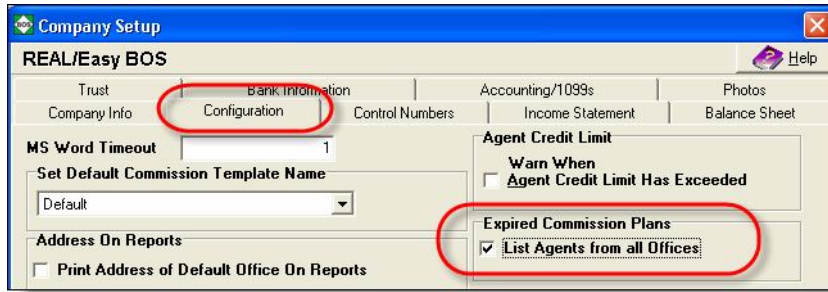 BOS Company Setup
REAL/Easy BOS
Help
Trust Bank Information Accounting/1099s Photos
Company Info Configuration Control Numbers Income Statement Balance Sheet
MS Word Timeout 1
Set Default Commission Template Name
Default
Address On Reports
Print Address of Default Office On Reports
Agent Credit Limit
Warn When
Agent Credit Limit Has Exceeded
Expired Commission Plans
List Agents from all Offices